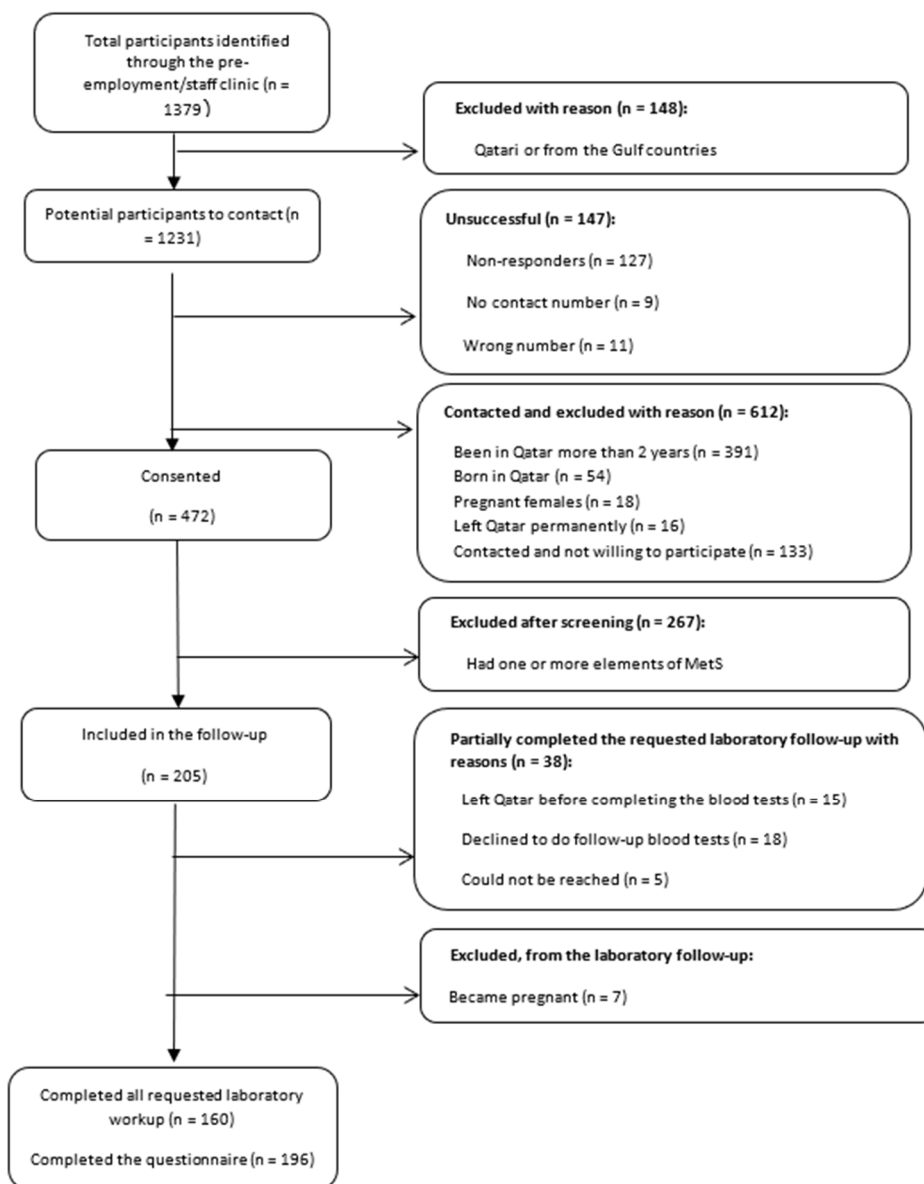 Total participants identified
through the pre-
employment/staff clinic (n =
1379)
Excluded with reason (n = 148):
Qatari or from the Gulf countries
Potential participants to contact (n
= 1231)
Unsuccessful (n = 147):
Non-responders (n = 127)
No contact number (n = 9)
Wrong number (n = 11)
Contacted and excluded with reason (n = 612):
Been in Qatar more than 2 years (n = 391)
Born in Qatar (n = 54)
Pregnant females (n = 18)
Left Qatar permanently (n = 16)
Contacted and not willing to participate (n = 133)
Consented
(n = 472)
Excluded after screening (n = 267):
Had one or more elements of MetS
Included in the follow-up
(n = 205)
Partially completed the requested laboratory follow-up with
reasons (n = 38):
Left Qatar before completing the blood tests (n = 15)
Declined to do follow-up blood tests (n = 18)
Could not be reached (n = 5)
Excluded, from the laboratory follow-up:
Became pregnant (n = 7)
Completed all requested laboratory
workup (n = 160)
Completed the questionnaire (n = 196)